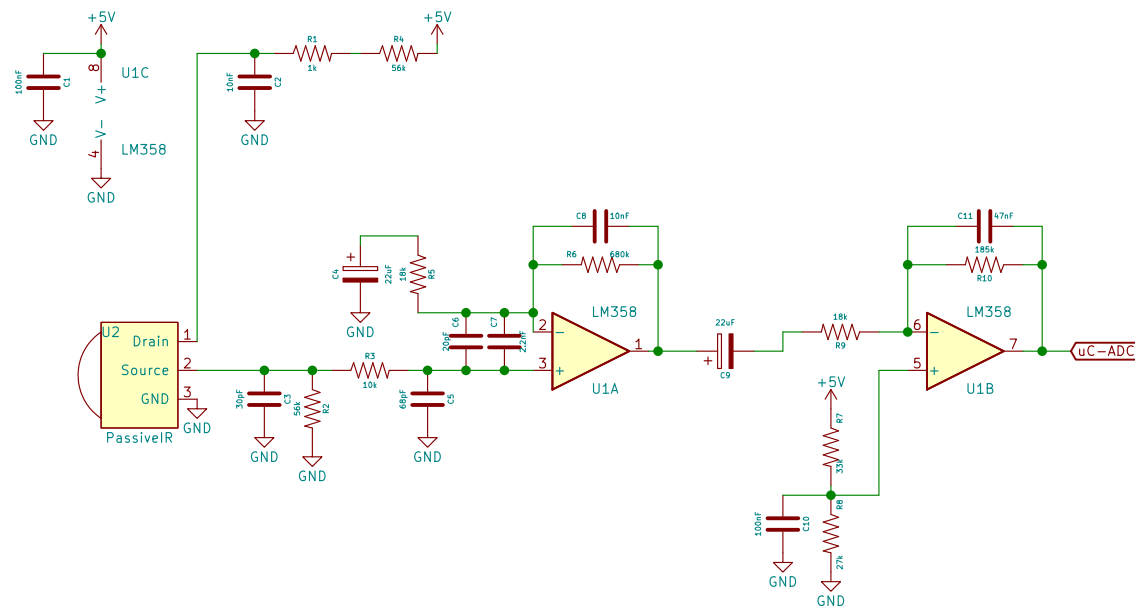 +5V
+5V
R1
1k
R4
56k
100nF
C1
8
V+
U1C
10nF
C2
GND
GND
V-
4
LM358
GND
C8
10nF
C11
47nF
R6
680k
185k
R10
C4
+
22uF
18k
R5
GND
LM358
LM358
C6
20pF
C7
2.2nF
2
−
3
+
1
U1A
22uF
+
C9
18k
R9
6
−
5
+
7
U1B
uC-ADC
U2
Drain
1
Source
2
GND
3
GND
PassiveIR
R3
10k
30pF
C3
56k
R2
68pF
C5
GND
GND
GND
+5V
R7
33k
100nF
C10
R8
27k
GND
GND